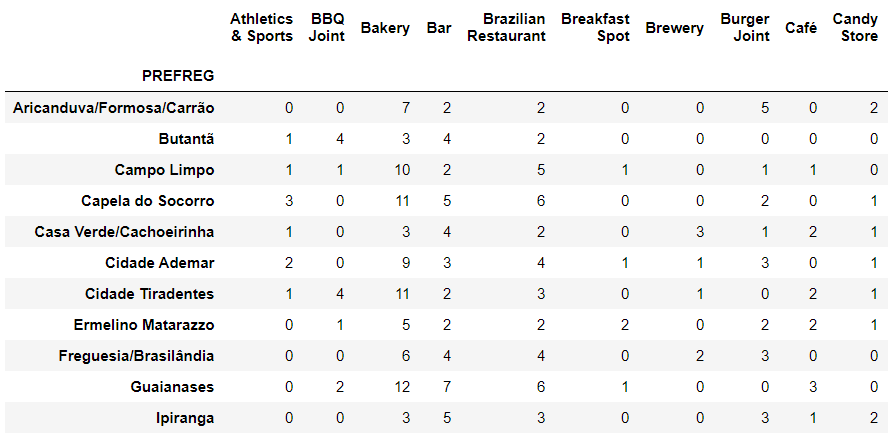 Athletics & Sports BBQ Joint Bakery Bar Brazilian Restaurant Breakfast Spot Brewery Burger Joint Café Candy Store
PREFREG
Aricanduva/Formosa/Carrão 0 0 7 2 2 0 0 5 0 2
Butantã 1 4 3 4 2 0 0 0 0 0
Campo Limpo 1 1 10 2 5 1 0 1 1 0
Capela do Socorro 3 0 11 5 6 0 0 2 0 1
Casa Verde/Cachoeirinha 1 0 3 4 2 0 3 1 2 1
Cidade Ademar 2 0 9 3 4 1 1 3 0 1
Cidade Tiradentes 1 4 11 2 3 0 1 0 2 1
Ermelino Matarazzo 0 1 5 2 2 2 0 2 2 1
Freguesia/Brasilândia 0 0 6 4 4 0 2 3 0 0
Guaianases 0 2 12 7 6 1 0 0 3 0
Ipiranga 0 0 3 5 3 0 0 3 1 2